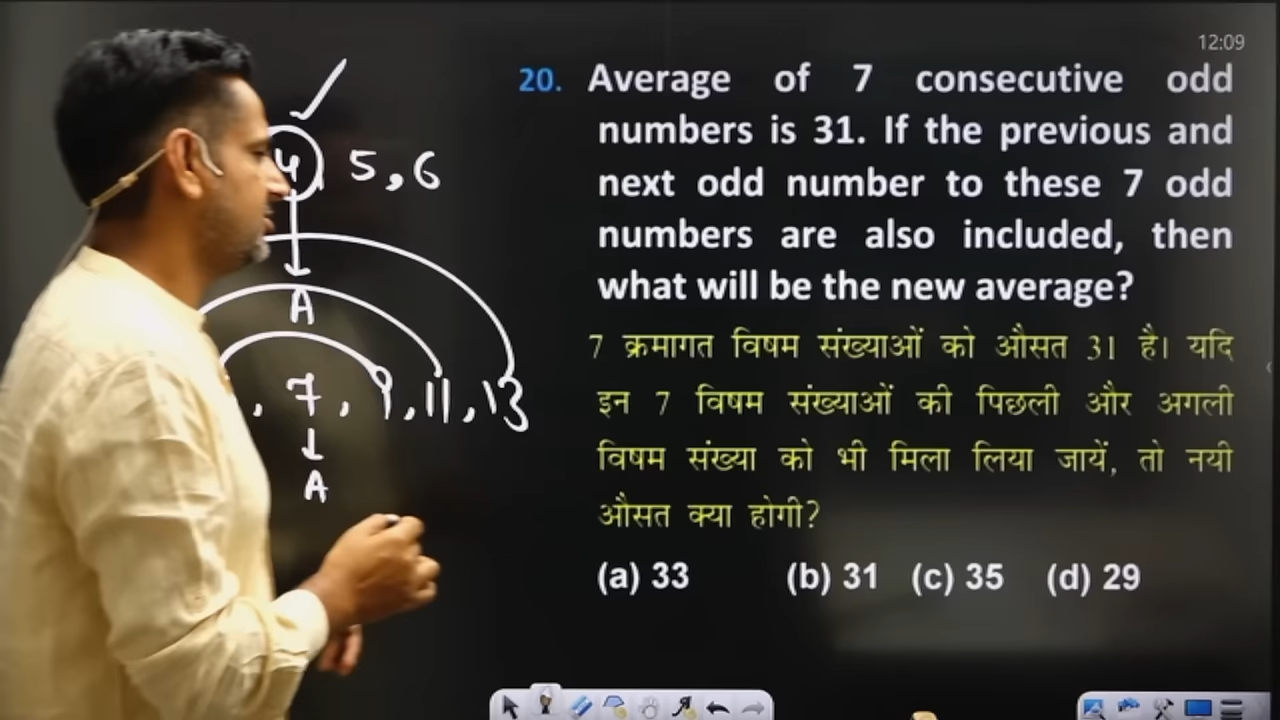 12:09
20. Average of 7 consecutive odd
numbers is 31. If the previous and
next odd number to these 7 odd
numbers are also included, then
what will be the new average?
7 क्रमागत विषम संख्याओं को औसत 31 है। यदि
इन 7 विषम संख्याओं की पिछली और अगली
विषम संख्या को भी मिला लिया जायें, तो नयी
औसत क्या होगी?
(a) 33 (b) 31 (c) 35 (d) 29
4 5,6
A
, 7, 9, 11, 13
A